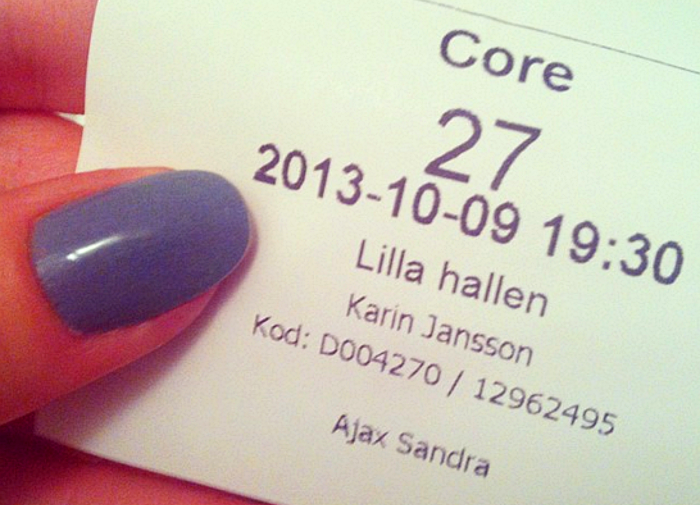 Core
27
2013-10-09 19:30
Lilla hallen
Karin Jansson
Kod: D004270 / 12962495
Ajax Sandra